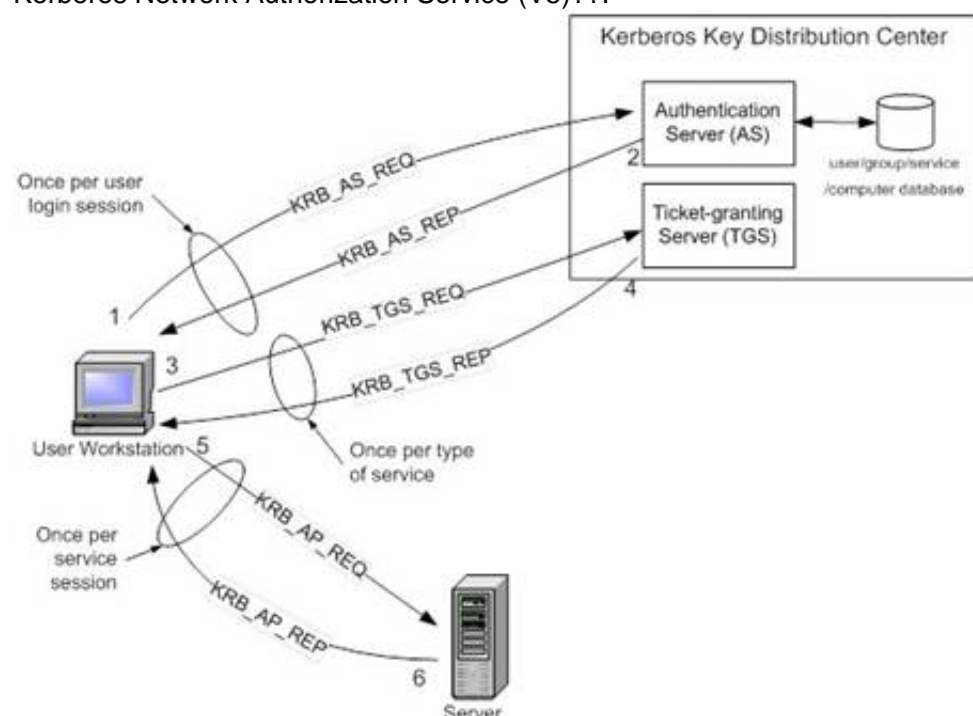 Kerberos Network Authorization Service (V5)
Kerberos Key Distribution Center
Authentication
Server (AS)
user/group/service
/computer database
Ticket-granting
Server (TGS)
Once per user
login session
KRB_AS_REQ
KRB_AS_REP
KRB_TGS_REQ
KRB_TGS_REP
1
2
3
4
User Workstation
5
Once per type
of service
Once per
service
session
KRB_AP_REQ
KRB_AP_REP
6
Server